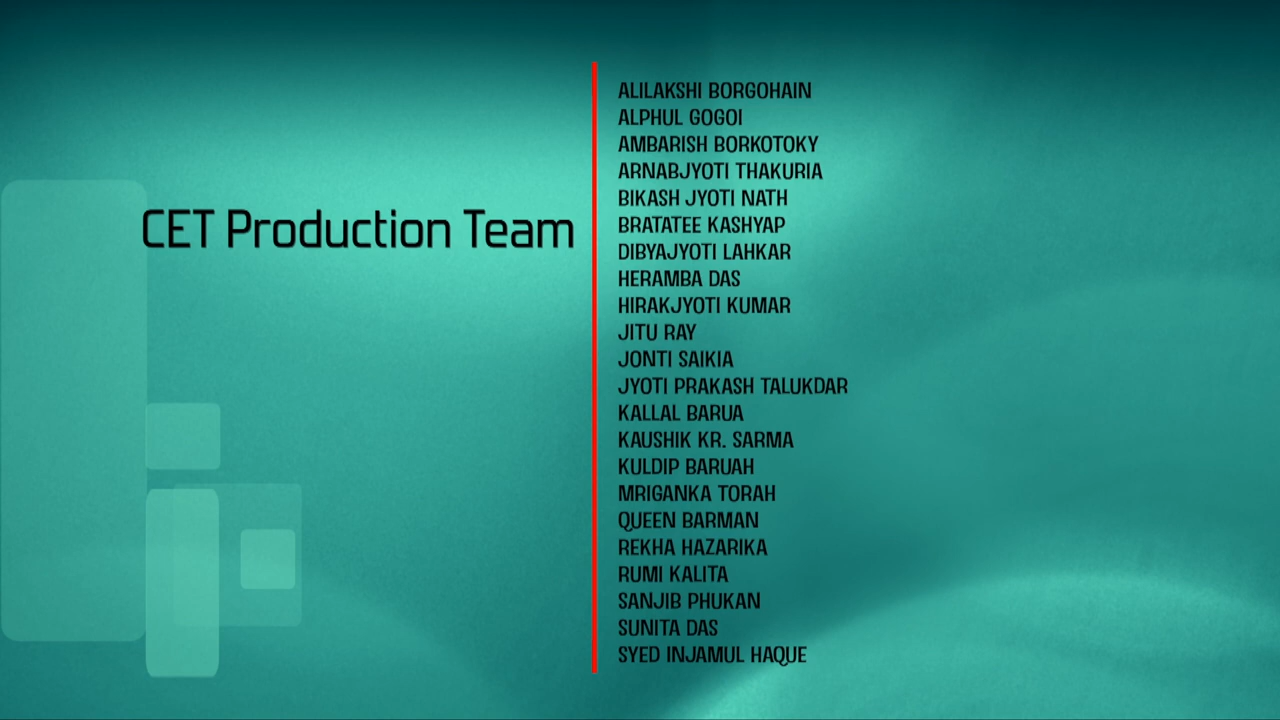 CET Production Team
ALILAKSHI BORGOHAIN
ALPHUL GOGOI
AMBARISH BORKOTOKY
ARNABJYOTI THAKURIA
BIKASH JYOTI NATH
BRATATEE KASHYAP
DIBYAJYOTI LAHKAR
HERAMBA DAS
HIRAKJYOTI KUMAR
JITU RAY
JONTI SAIKIA
JYOTI PRAKASH TALUKDAR
KALLAL BARUA
KAUSHIK KR. SARMA
KULDIP BARUAH
MRIGANKA TORAH
QUEEN BARMAN
REKHA HAZARIKA
RUMI KALITA
SANJIB PHUKAN
SUNITA DAS
SYED INJAMUL HAQUE